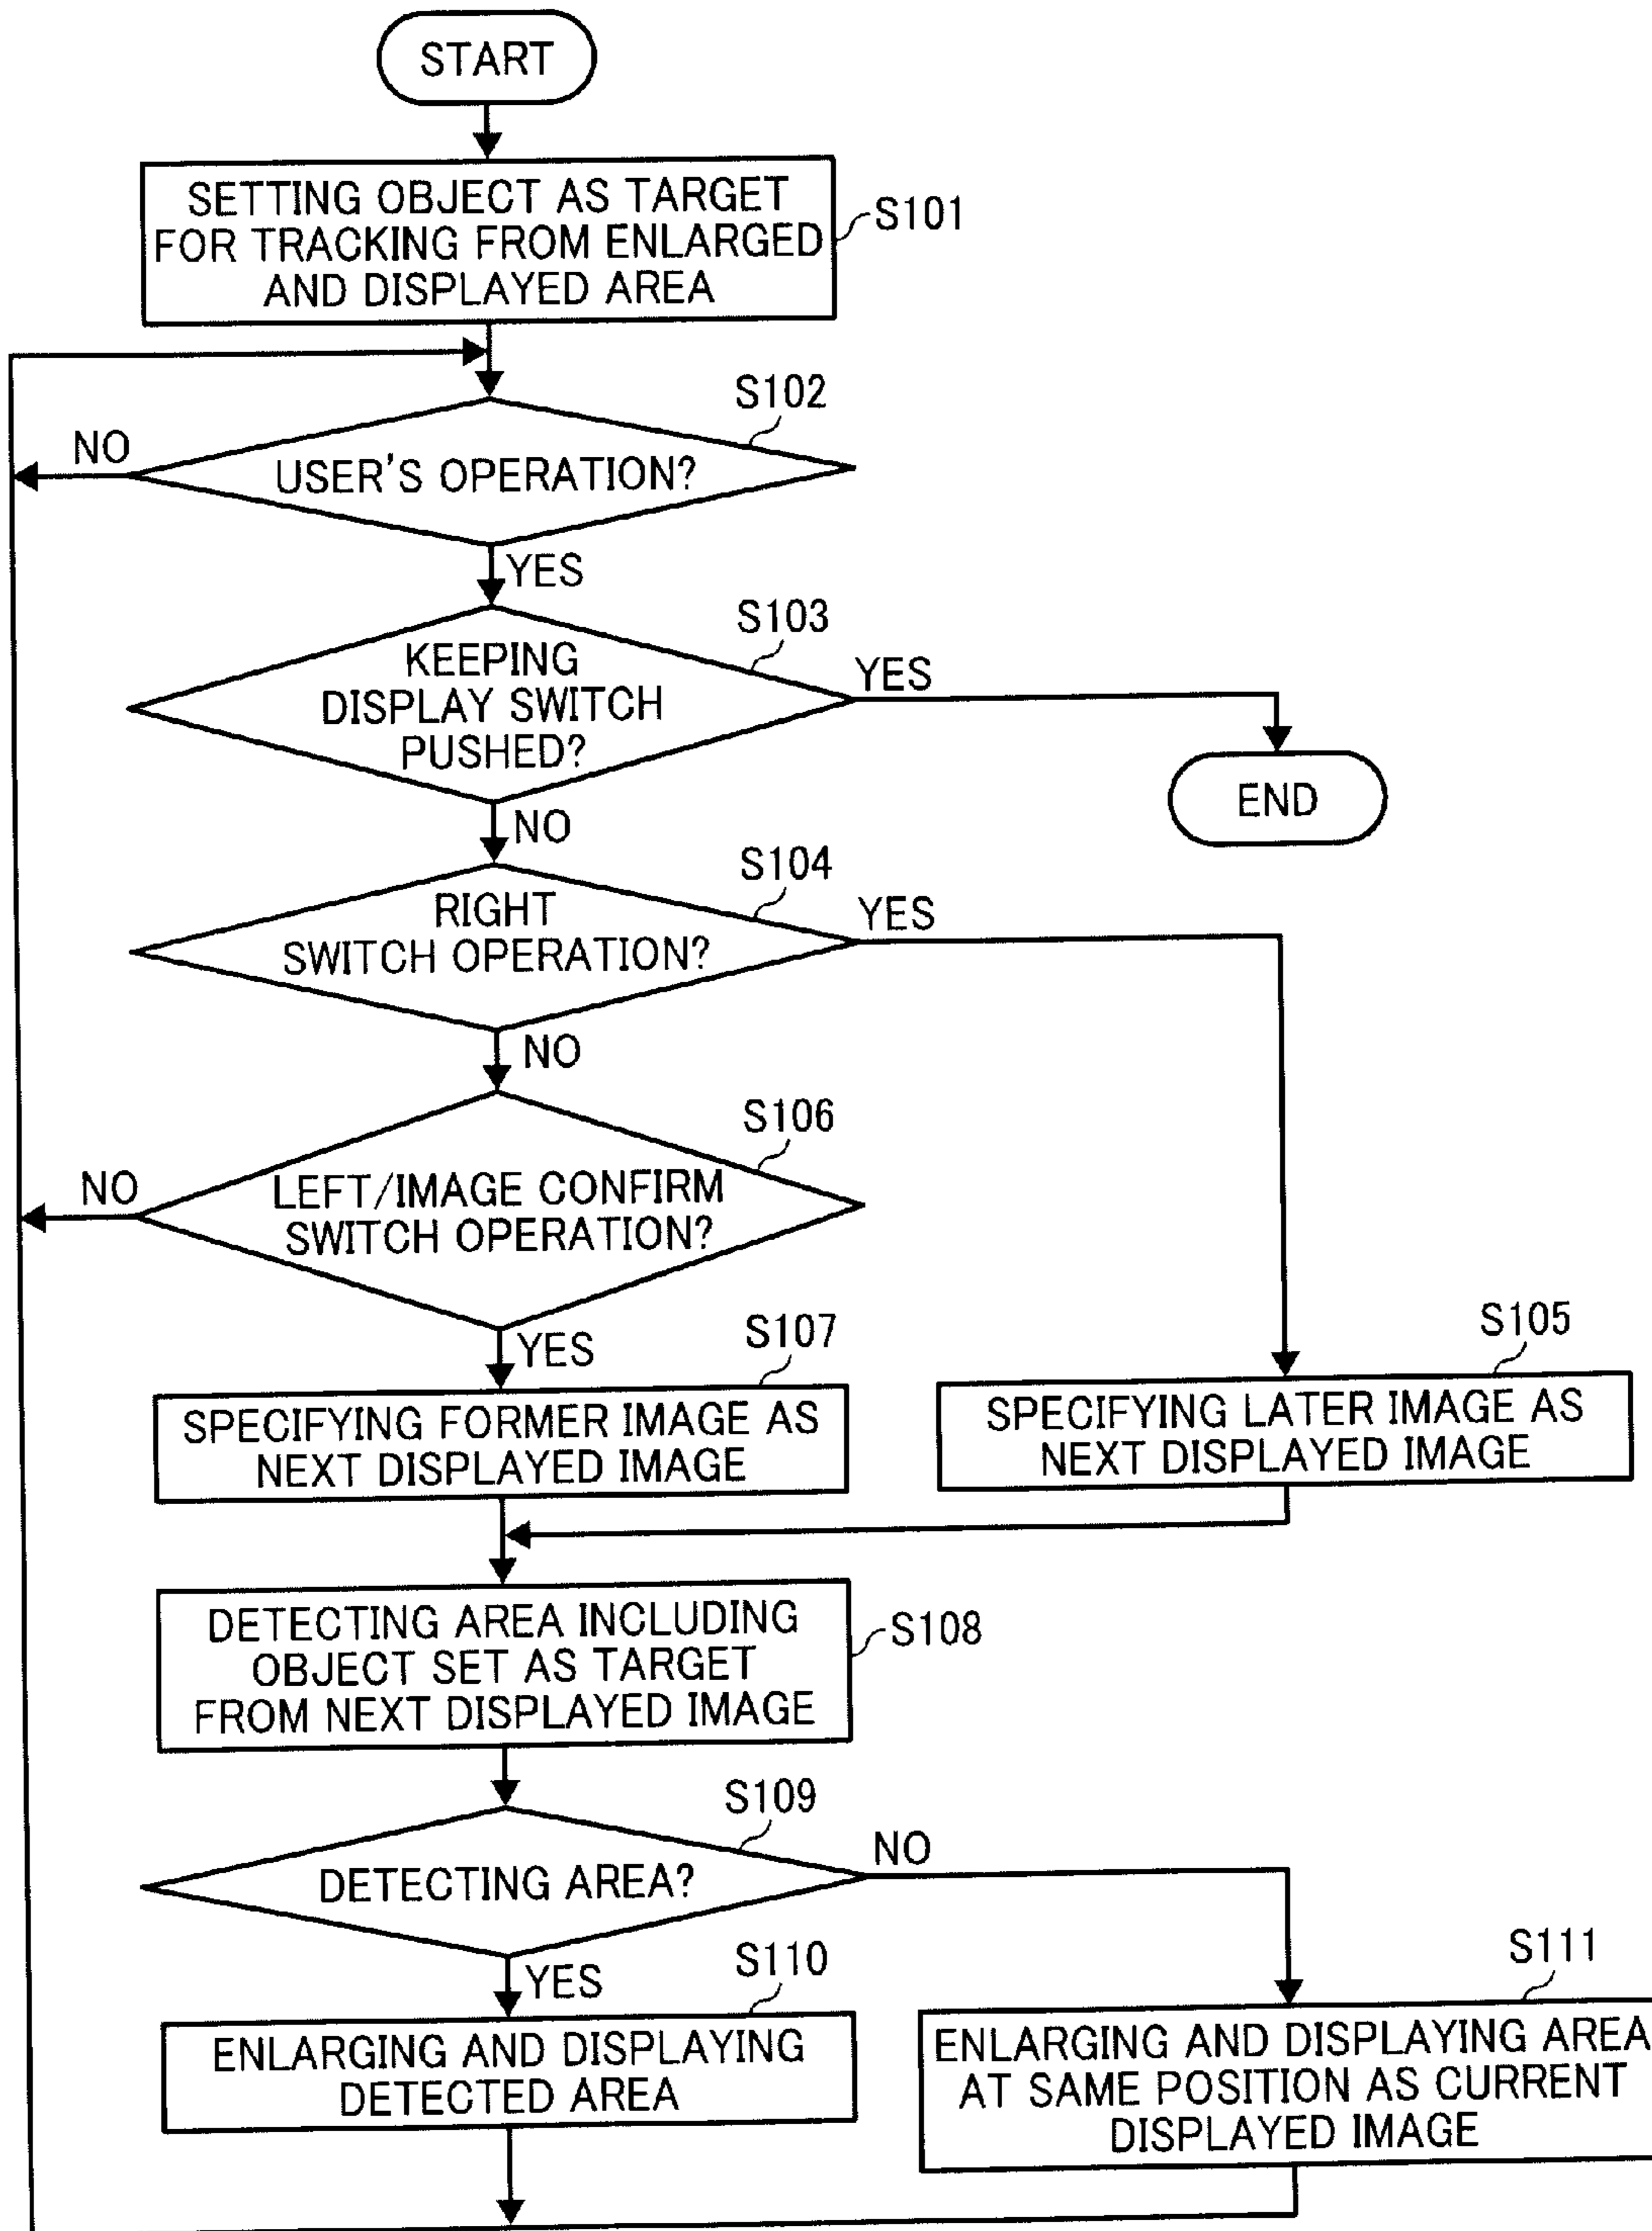 START
SETTING OBJECT AS TARGET
FOR TRACKING FROM ENLARGED
AND DISPLAYED AREA
S101
S102
NO
USER'S OPERATION?
YES
S103
KEEPING
DISPLAY SWITCH
PUSHED?
YES
END
NO
S104
RIGHT
SWITCH OPERATION?
YES
NO
S106
LEFT/IMAGE CONFIRM
SWITCH OPERATION?
NO
YES
S107
SPECIFYING FORMER IMAGE AS
NEXT DISPLAYED IMAGE
S105
SPECIFYING LATER IMAGE AS
NEXT DISPLAYED IMAGE
DETECTING AREA INCLUDING
OBJECT SET AS TARGET
FROM NEXT DISPLAYED IMAGE
S108
S109
DETECTING AREA?
NO
YES
S110
ENLARGING AND DISPLAYING
DETECTED AREA
S111
ENLARGING AND DISPLAYING AREA
AT SAME POSITION AS CURRENT
DISPLAYED IMAGE